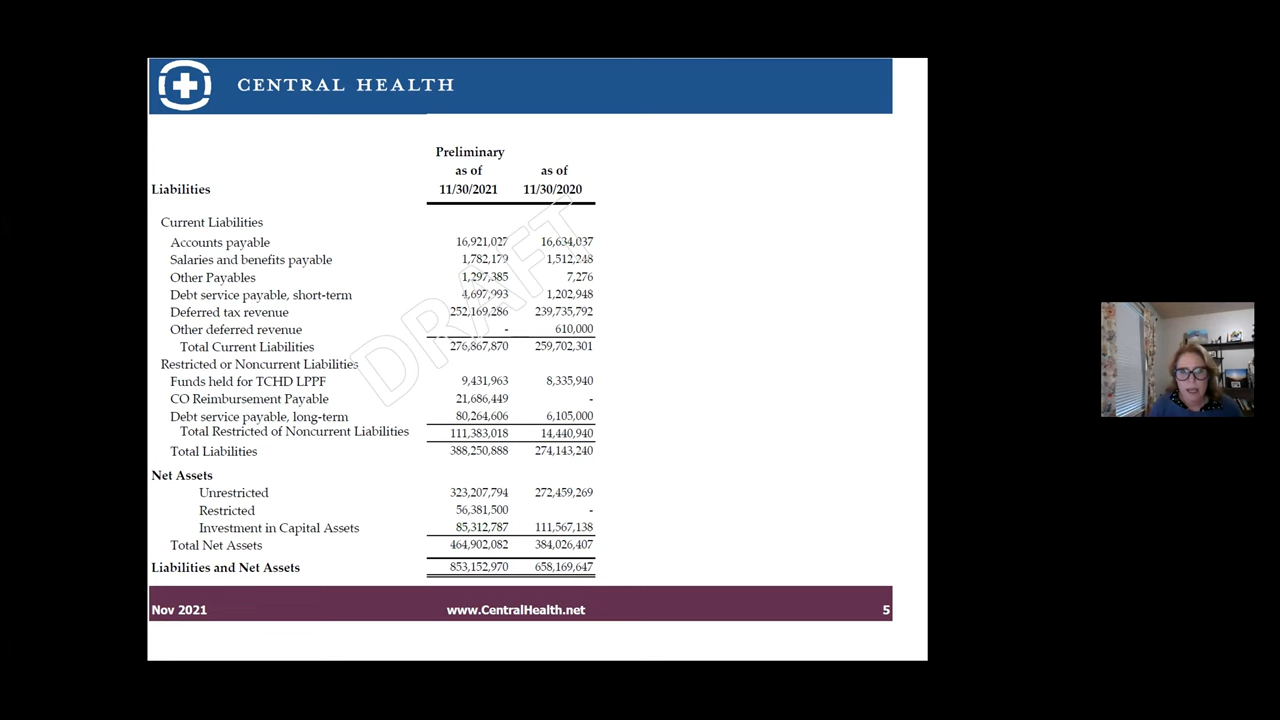 CENTRAL HEALTH
Preliminary
as of as of
Liabilities 11/30/2021 11/30/2020
Current Liabilities
Accounts payable 16,921,027 16,634,037
Salaries and benefits payable 1,782,179 1,512,248
Other Payables 1,297,385 7,276
Debt service payable, short-term 4,697,993 1,202,948
Deferred tax revenue 252,169,286 239,735,792
Other deferred revenue - 610,000
Total Current Liabilities 276,867,870 259,702,301
Restricted or Noncurrent Liabilities
Funds held for TCHD LPPF 9,431,963 8,335,940
CO Reimbursement Payable 21,686,449 -
Debt service payable, long-term 80,264,606 6,105,000
Total Restricted of Noncurrent Liabilities 111,383,018 14,440,940
Total Liabilities 388,250,888 274,143,240
Net Assets
Unrestricted 323,207,794 272,459,269
Restricted 56,381,500 -
Investment in Capital Assets 85,312,787 111,567,138
Total Net Assets 464,902,082 384,026,407
Liabilities and Net Assets 853,152,970 658,169,647
DRAFT
Nov 2021 www.CentralHealth.net 5